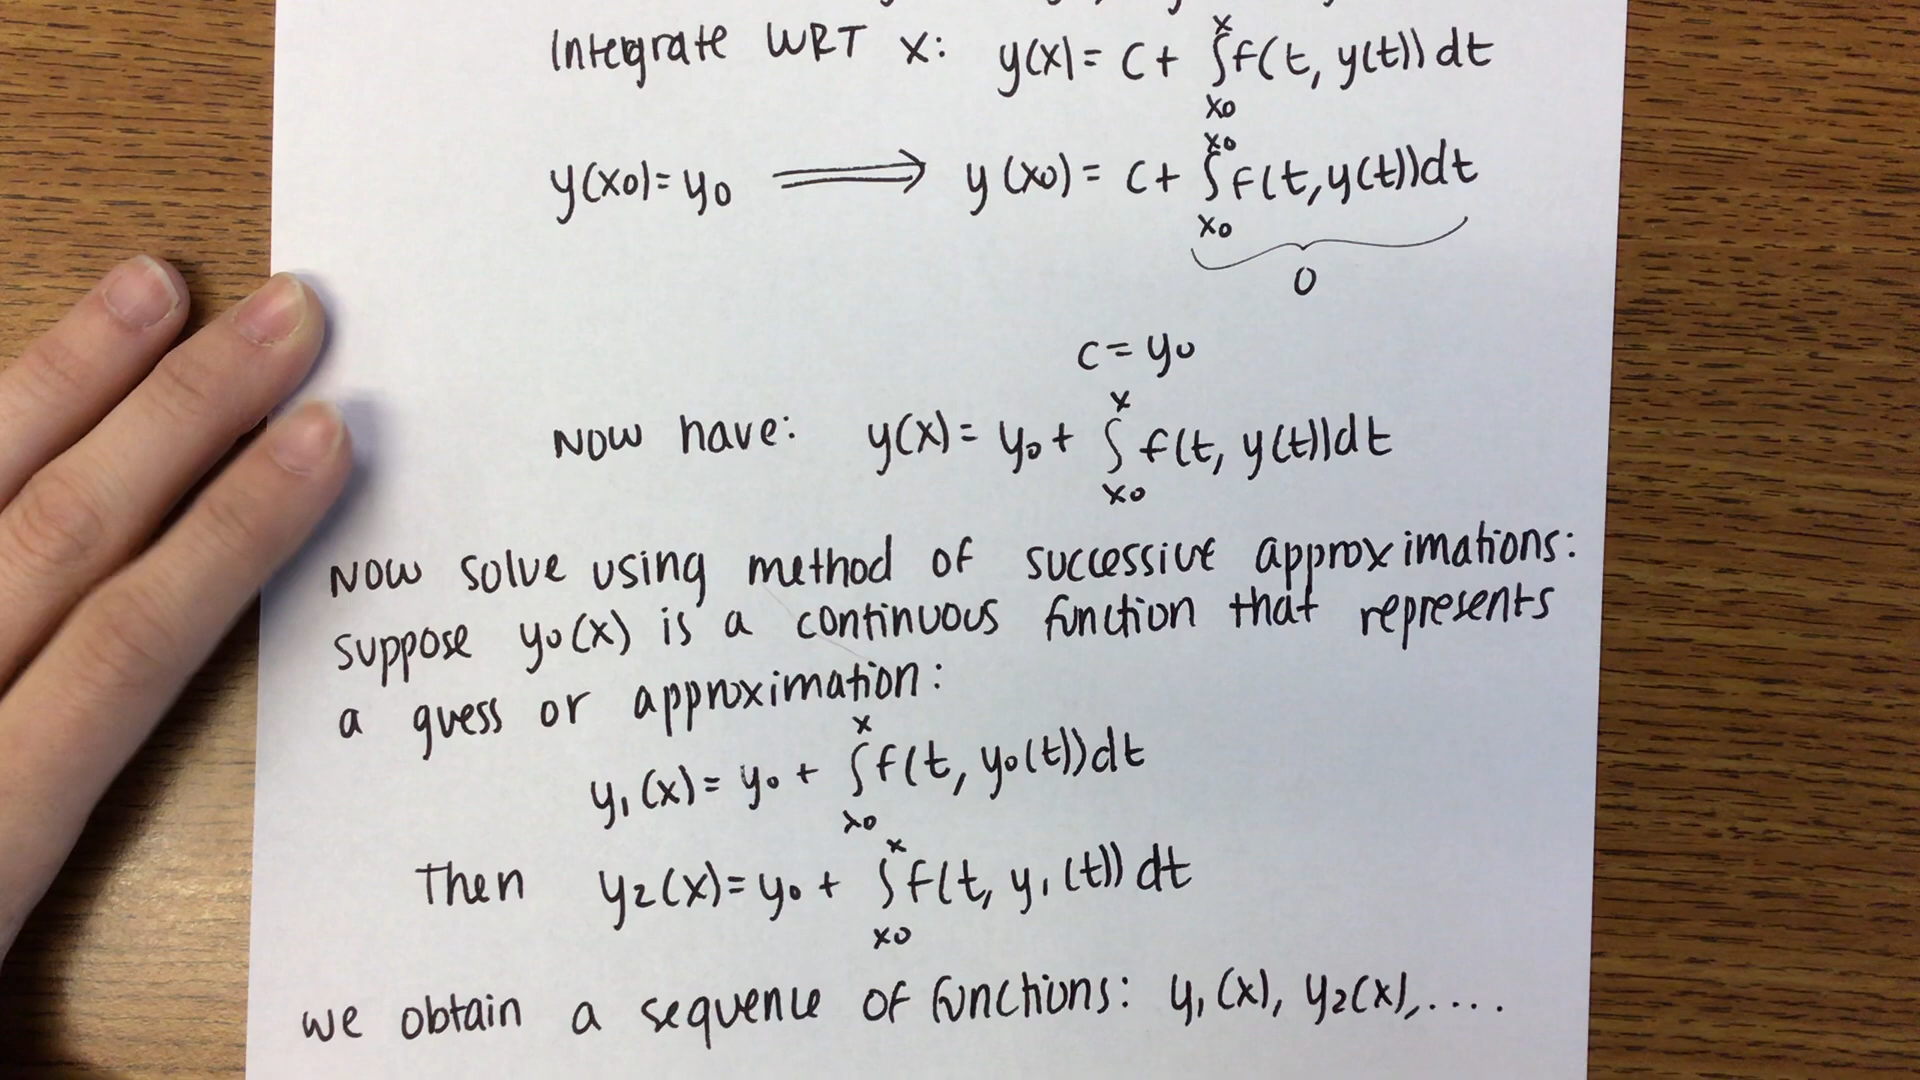 Integrate WRT x: y(x) = C + ∫_{x0}^{x} f(t, y(t)) dt
y(x0) = y0 ⟹ y(x0) = C + ∫_{x0}^{x0} f(t, y(t)) dt
0
C = y0
NOW have: y(x) = y0 + ∫_{x0}^{x} f(t, y(t)) dt
NOW solve using method of successive approximations:
suppose y0(x) is a continuous function that represents
a guess or approximation:
y1(x) = y0 + ∫_{x0}^{x} f(t, y0(t)) dt
Then y2(x) = y0 + ∫_{x0}^{x} f(t, y1(t)) dt
we obtain a sequence of functions: y1(x), y2(x), ....